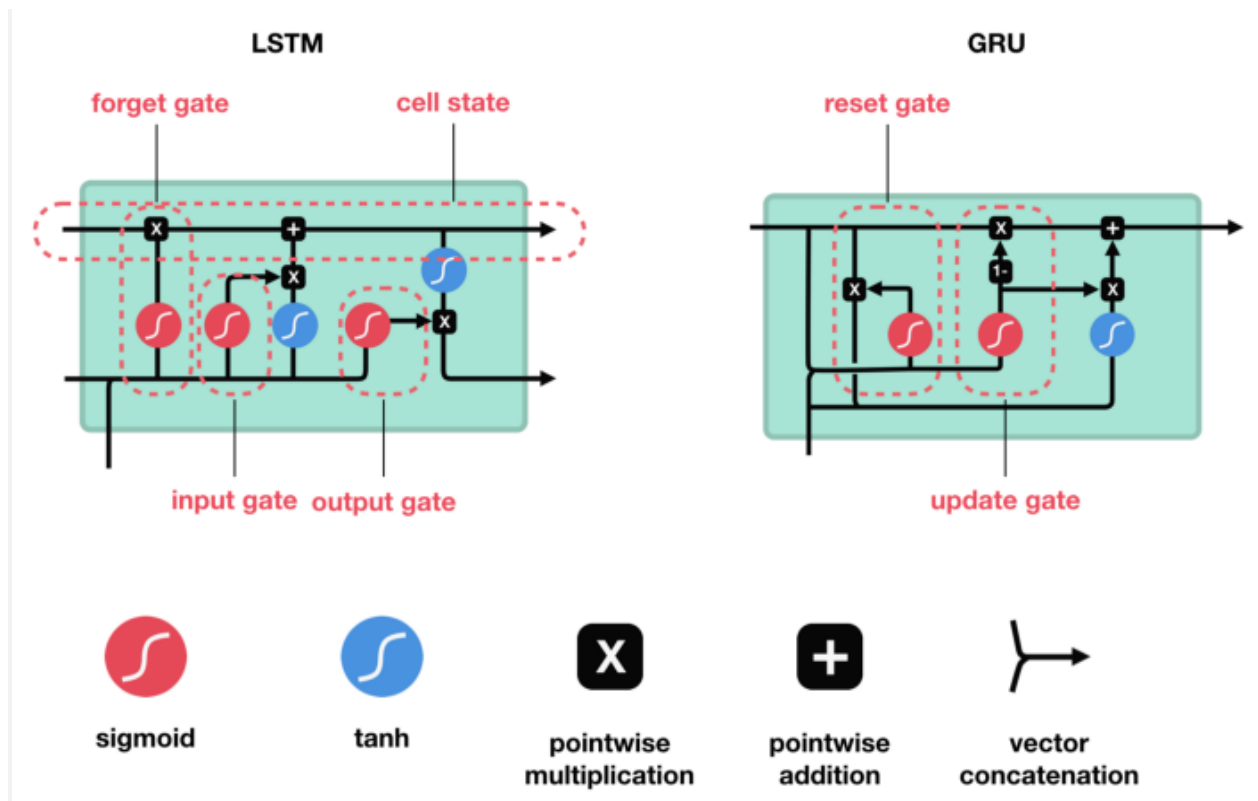 LSTM
GRU
forget gate
cell state
reset gate
X
+
X
X
X
+
1-
X
X
input gate
output gate
update gate
X
+
sigmoid
tanh
pointwise
multiplication
pointwise
addition
vector
concatenation